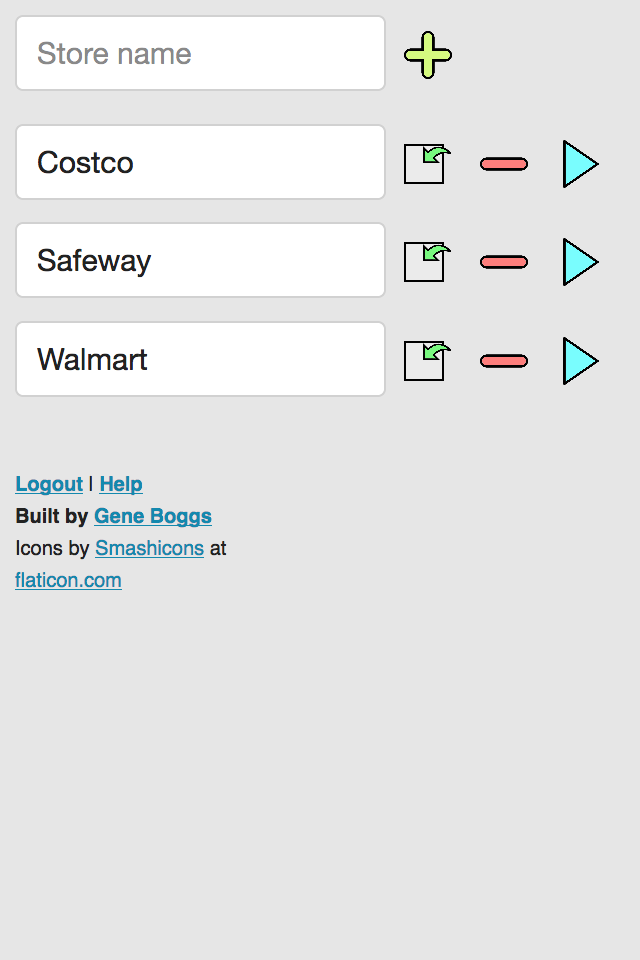 Store name
Costco
Safeway
Walmart
Logout | Help
Built by Gene Boggs
Icons by Smashicons at
flaticon.com